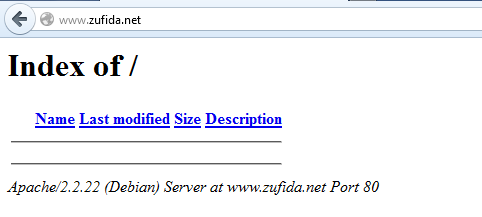 www.zufida.net
Index of /
Name Last modified Size Description
Apache/2.2.22 (Debian) Server at www.zufida.net Port 80